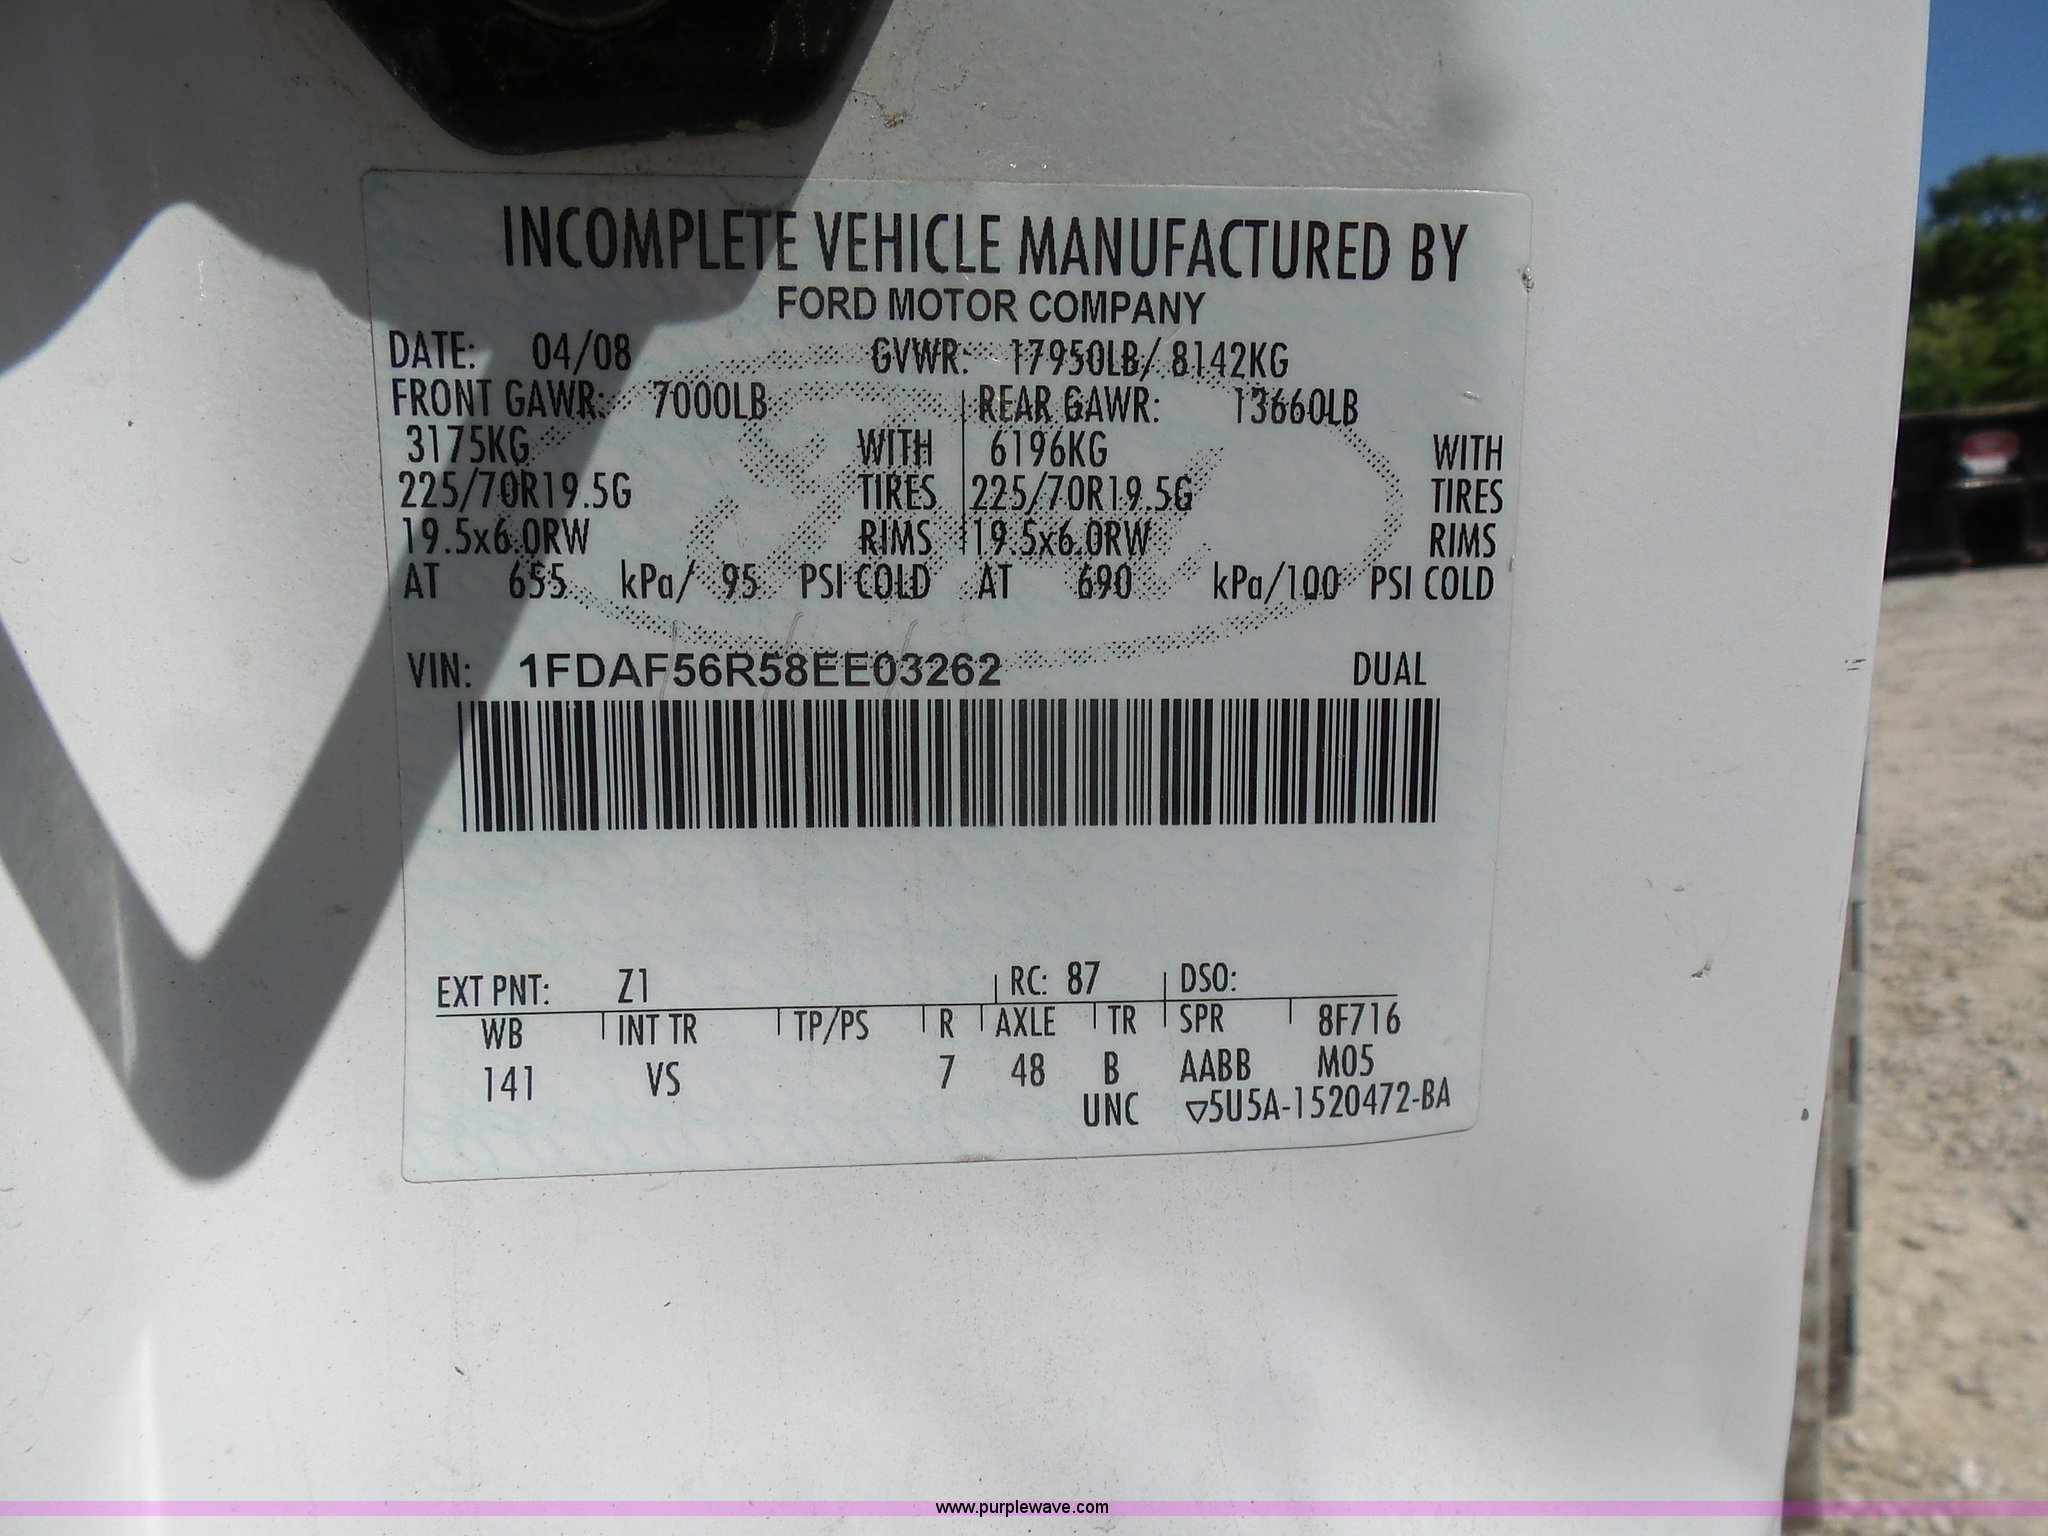 INCOMPLETE VEHICLE MANUFACTURED BY
FORD MOTOR COMPANY
DATE: 04/08 GVWR: 17950LB/ 8142KG
FRONT GAWR: 7000LB REAR GAWR: 13660LB
3175KG WITH 6196KG WITH
225/70R19.5G TIRES 225/70R19.5G TIRES
19.5x6.0RW RIMS 19.5x6.0RW RIMS
AT 655 kPa/ 95 PSI COLD AT 690 kPa/100 PSI COLD
VIN: 1FDAF56R58EE03262 DUAL
EXT PNT: Z1 RC: 87 DSO:
WB INT TR TP/PS R AXLE TR SPR 8F716
141 VS 7 48 B AABB M05
UNC ▽5U5A-1520472-BA
www.purplewave.com